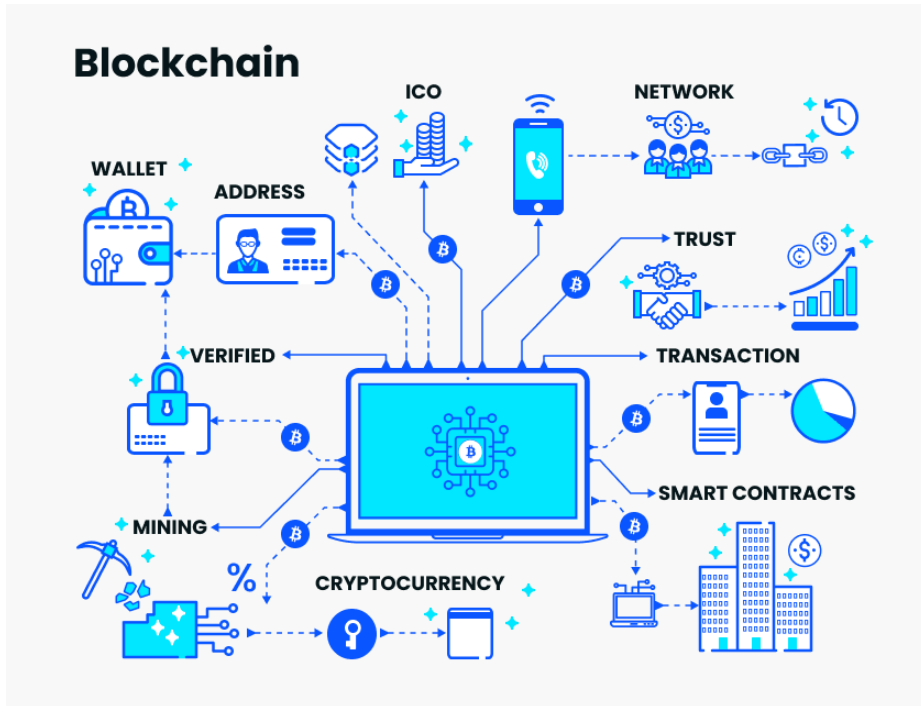 Blockchain
ICO
NETWORK
WALLET
ADDRESS
TRUST
VERIFIED
TRANSACTION
SMART CONTRACTS
MINING
%
CRYPTOCURRENCY